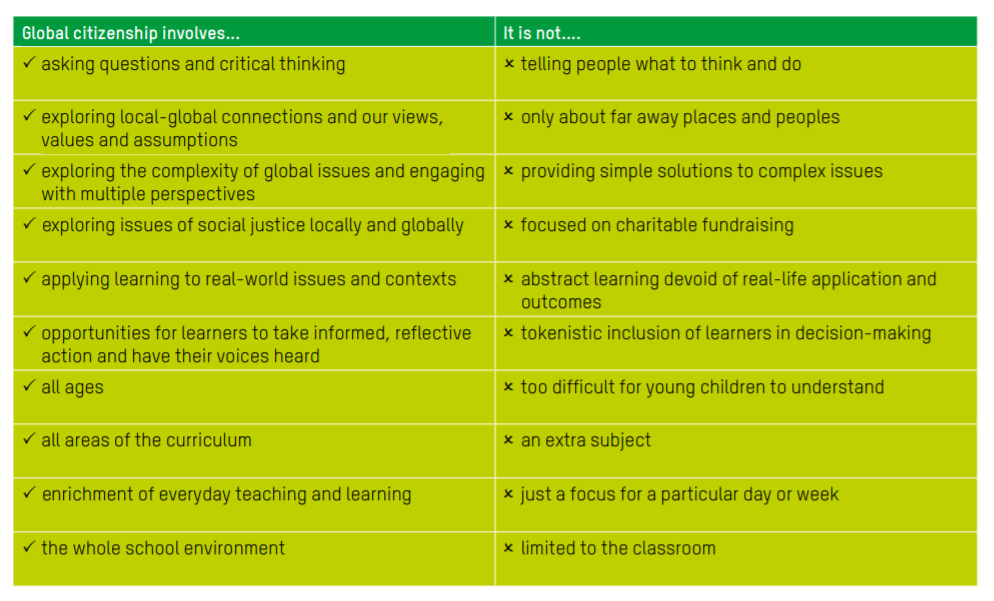 Global citizenship involves...
It is not....
✓ asking questions and critical thinking
× telling people what to think and do
✓ exploring local-global connections and our views,
values and assumptions
× only about far away places and peoples
✓ exploring the complexity of global issues and engaging
with multiple perspectives
× providing simple solutions to complex issues
✓ exploring issues of social justice locally and globally
× focused on charitable fundraising
✓ applying learning to real-world issues and contexts
× abstract learning devoid of real-life application and
outcomes
✓ opportunities for learners to take informed, reflective
action and have their voices heard
× tokenistic inclusion of learners in decision-making
✓ all ages
× too difficult for young children to understand
✓ all areas of the curriculum
× an extra subject
✓ enrichment of everyday teaching and learning
× just a focus for a particular day or week
✓ the whole school environment
× limited to the classroom